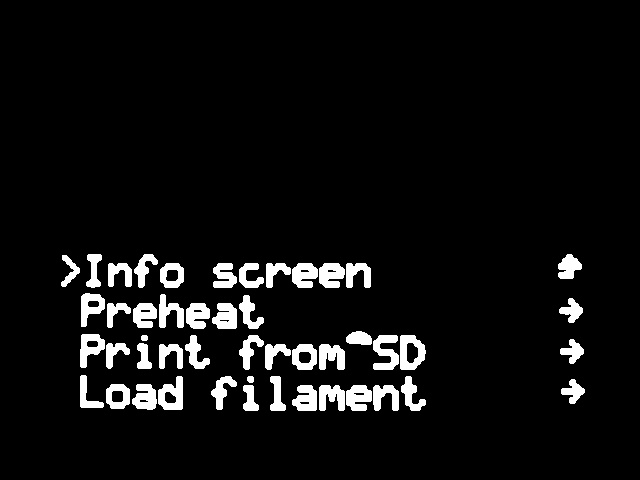 >Info screen
Preheat →
Print from SD →
Load filament →